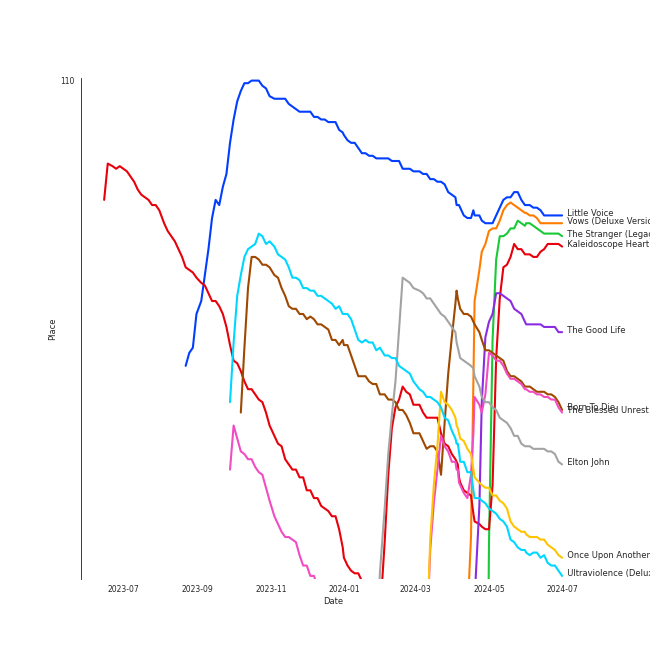 110
Place
Little Voice
Vows (Deluxe Versio
The Stranger (Legac
Kaleidoscope Heart
The Good Life
Born To Die
The Blessed Unrest
Elton John
Once Upon Another
Ultraviolence (Delux
2023-07 2023-09 2023-11 2024-01 2024-03 2024-05 2024-07
Date